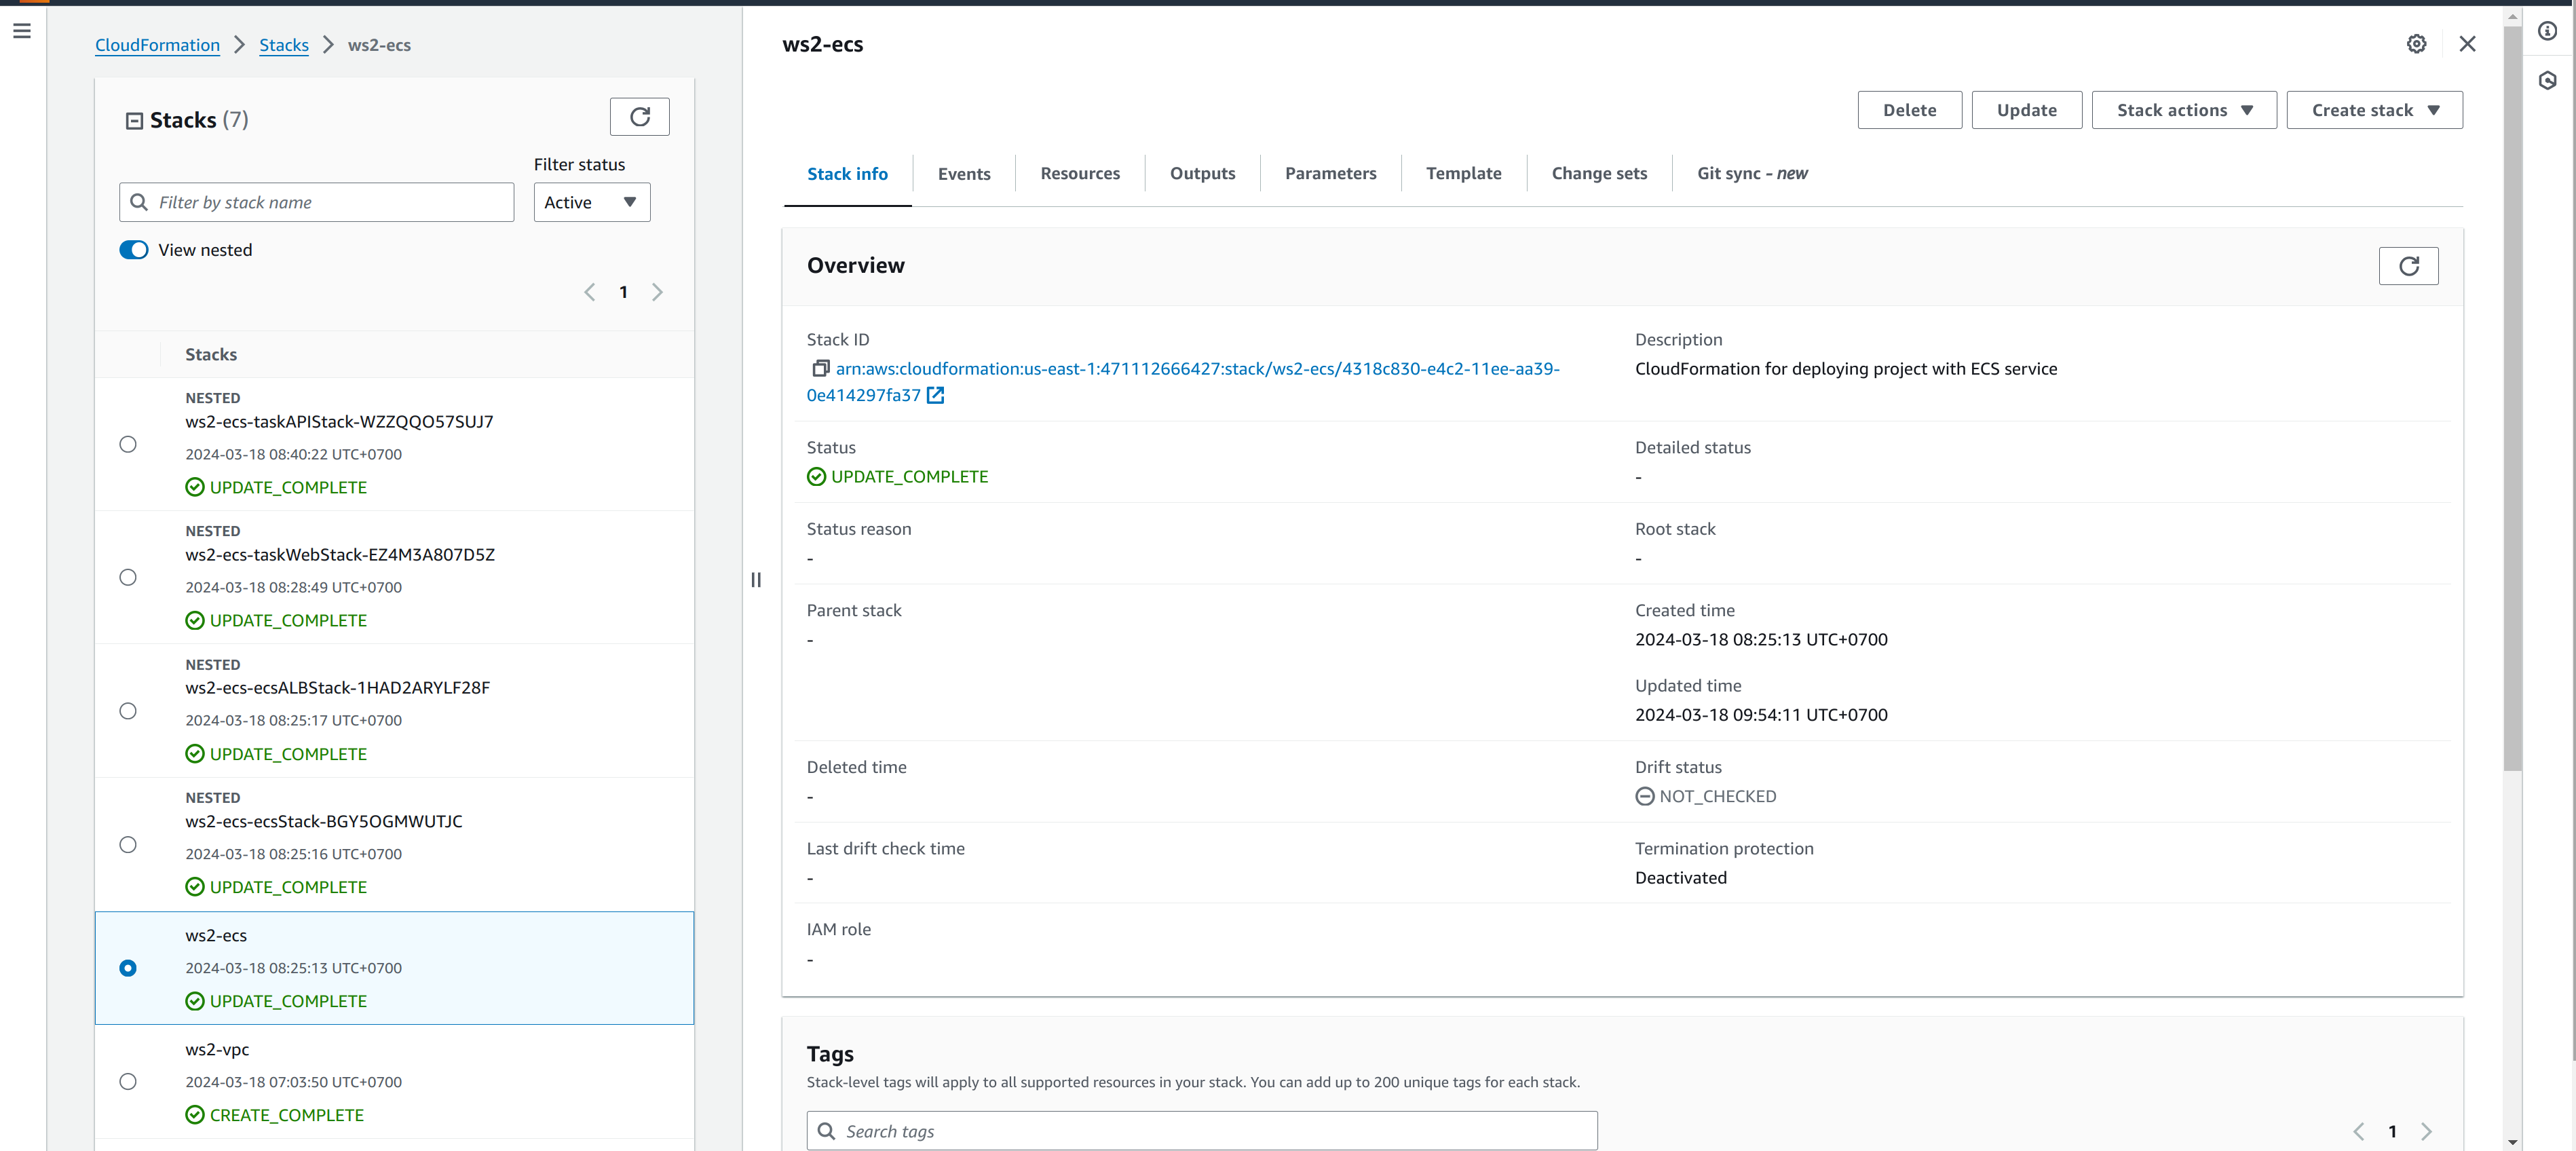 CloudFormation > Stacks > ws2-ecs
Stacks (7)
Filter status
Filter by stack name
Active
View nested
1
Stacks
NESTED
ws2-ecs-taskAPIStack-WZZQQO57SUJ7
2024-03-18 08:40:22 UTC+0700
UPDATE_COMPLETE
NESTED
ws2-ecs-taskWebStack-EZ4M3A807D5Z
2024-03-18 08:28:49 UTC+0700
UPDATE_COMPLETE
NESTED
ws2-ecs-ecsALBStack-1HAD2ARYLF28F
2024-03-18 08:25:17 UTC+0700
UPDATE_COMPLETE
NESTED
ws2-ecs-ecsStack-BGY5OGMWUTJC
2024-03-18 08:25:16 UTC+0700
UPDATE_COMPLETE
ws2-ecs
2024-03-18 08:25:13 UTC+0700
UPDATE_COMPLETE
ws2-vpc
2024-03-18 07:03:50 UTC+0700
CREATE_COMPLETE
ws2-ecs
Delete
Update
Stack actions
Create stack
Stack info
Events
Resources
Outputs
Parameters
Template
Change sets
Git sync - new
Overview
Stack ID
arn:aws:cloudformation:us-east-1:471112666427:stack/ws2-ecs/4318c830-e4c2-11ee-aa39-
0e414297fa37
Description
CloudFormation for deploying project with ECS service
Status
UPDATE_COMPLETE
Detailed status
-
Status reason
-
Root stack
-
Parent stack
-
Created time
2024-03-18 08:25:13 UTC+0700
Updated time
2024-03-18 09:54:11 UTC+0700
Deleted time
-
Drift status
NOT_CHECKED
Last drift check time
-
Termination protection
Deactivated
IAM role
-
Tags
Stack-level tags will apply to all supported resources in your stack. You can add up to 200 unique tags for each stack.
Search tags
1